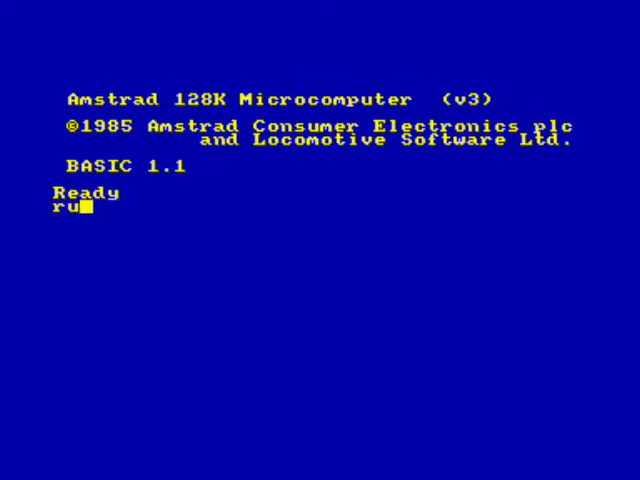 Amstrad 128K Microcomputer (v3)
©1985 Amstrad Consumer Electronics plc
and Locomotive Software Ltd.
BASIC 1.1
Ready
ru